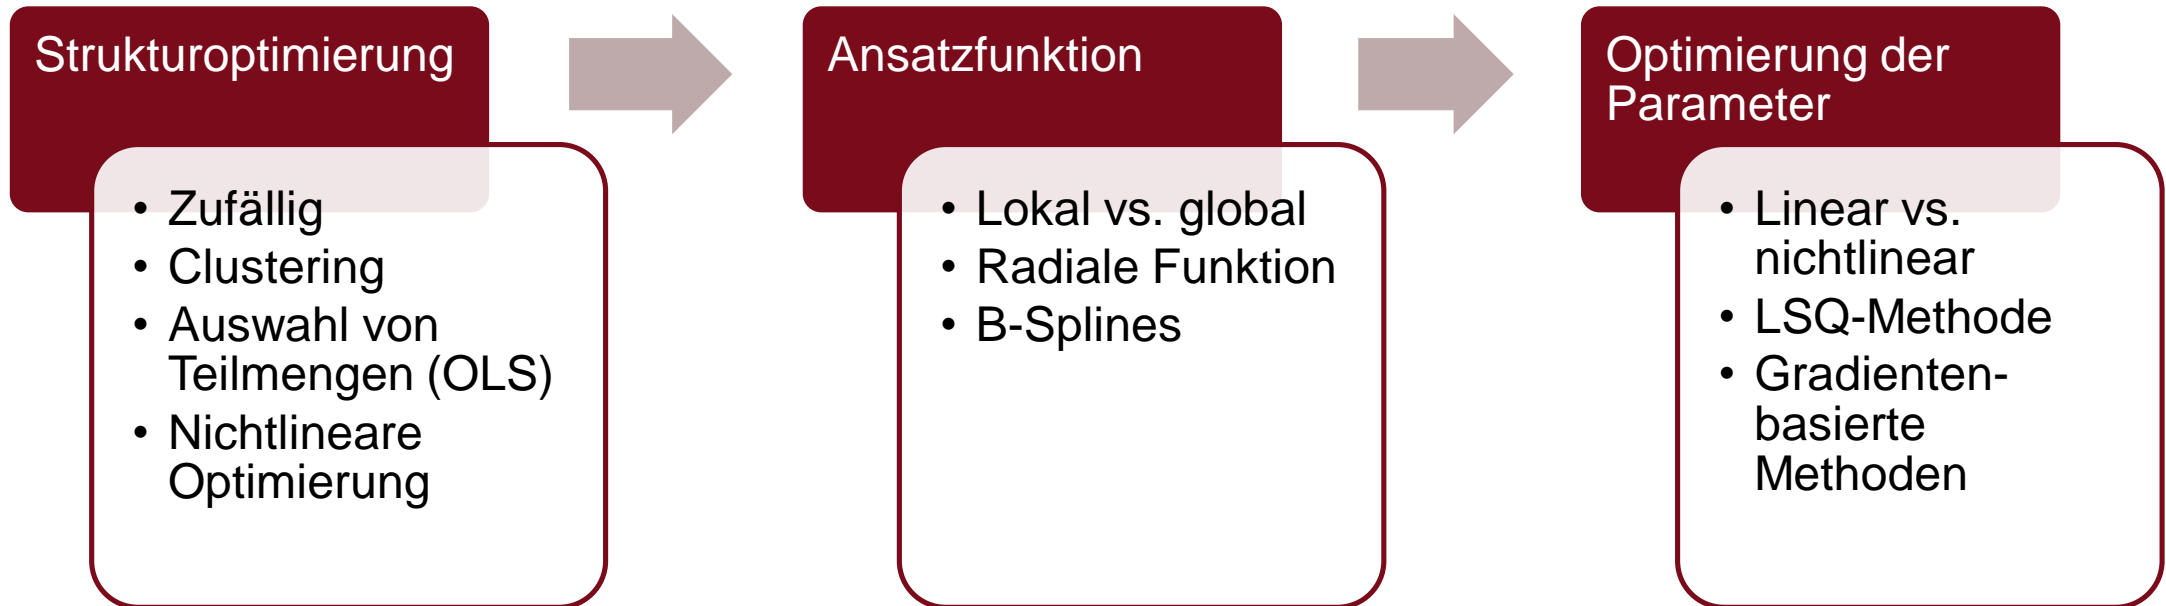 Strukturoptimierung
• Zufällig
• Clustering
• Auswahl von
Teilmengen (OLS)
• Nichtlineare
Optimierung
Ansatzfunktion
• Lokal vs. global
• Radiale Funktion
• B-Splines
Optimierung der
Parameter
• Linear vs.
nichtlinear
• LSQ-Methode
• Gradienten-
basierte
Methoden